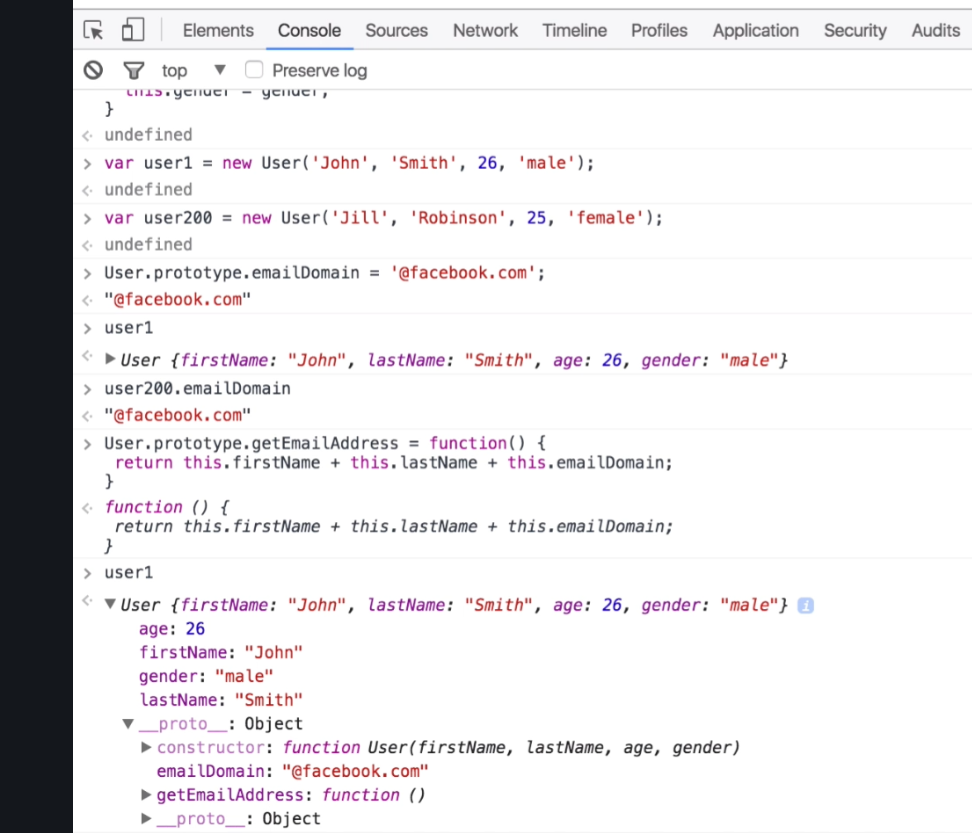 Elements Console Sources Network Timeline Profiles Application Security Audits
top Preserve log
this.gender = gender;
}
undefined
var user1 = new User('John', 'Smith', 26, 'male');
undefined
var user200 = new User('Jill', 'Robinson', 25, 'female');
undefined
User.prototype.emailDomain = '@facebook.com';
"@facebook.com"
user1
User {firstName: "John", lastName: "Smith", age: 26, gender: "male"}
user200.emailDomain
"@facebook.com"
User.prototype.getEmailAddress = function() {
return this.firstName + this.lastName + this.emailDomain;
}
function () {
return this.firstName + this.lastName + this.emailDomain;
}
user1
User {firstName: "John", lastName: "Smith", age: 26, gender: "male"} i
age: 26
firstName: "John"
gender: "male"
lastName: "Smith"
__proto__: Object
constructor: function User(firstName, lastName, age, gender)
emailDomain: "@facebook.com"
getEmailAddress: function ()
__proto__: Object